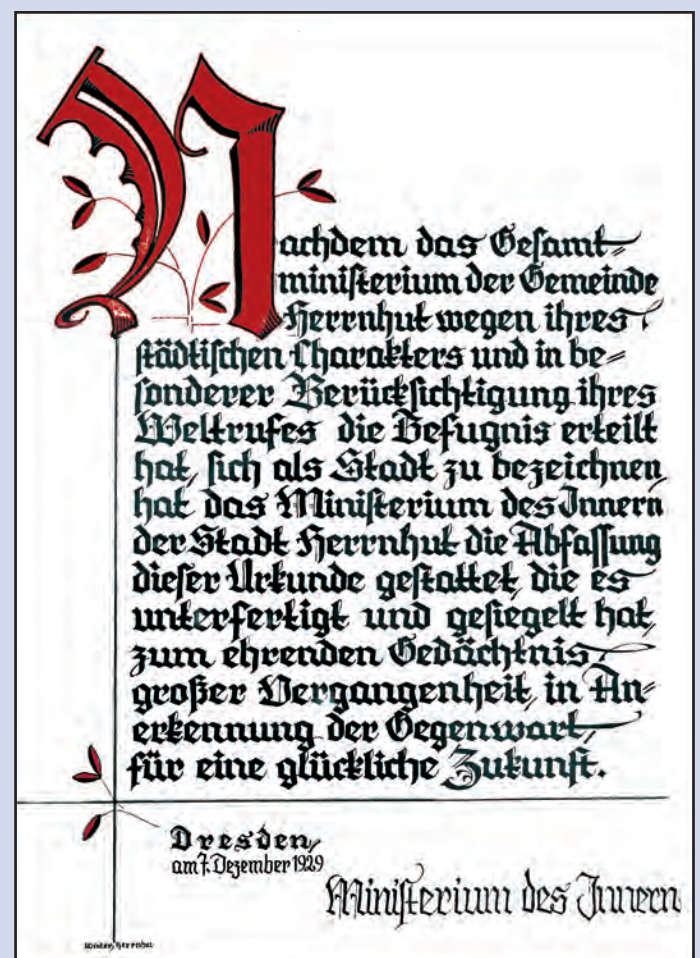 Nachdem das Gesamt-
ministerium der Gemeinde
Herrnhut wegen ihres
städtischen Charakters und in be-
sonderer Berücksichtigung ihres
Weltrufes die Befugnis erteilt
hat, sich als Stadt zu bezeichnen,
hat das Ministerium des Innern
der Stadt Herrnhut die Abfassung
dieser Urkunde gestattet, die es
unterfertigt und gesiegelt hat,
zum ehrenden Gedächtnis
großer Vergangenheit, in An-
erkennung der Gegenwart,
für eine glückliche Zukunft.
Dresden,
am 7. Dezember 1929
Ministerium des Innern
Herrnhut